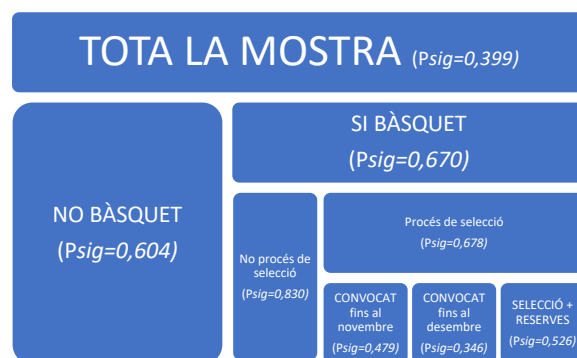 TOTA LA MOSTRA (Psig=0,399)
NO BÀSQUET
(Psig=0,604)
SI BÀSQUET
(Psig=0,670)
No procés de
selecció
(Psig=0,830)
Procés de selecció
(Psig=0,678)
CONVOCAT
fins al
novembre
(Psig=0,479)
CONVOCAT
fins al
desembre
(Psig=0,346)
SELECCIÓ +
RESERVES
(Psig=0,526)